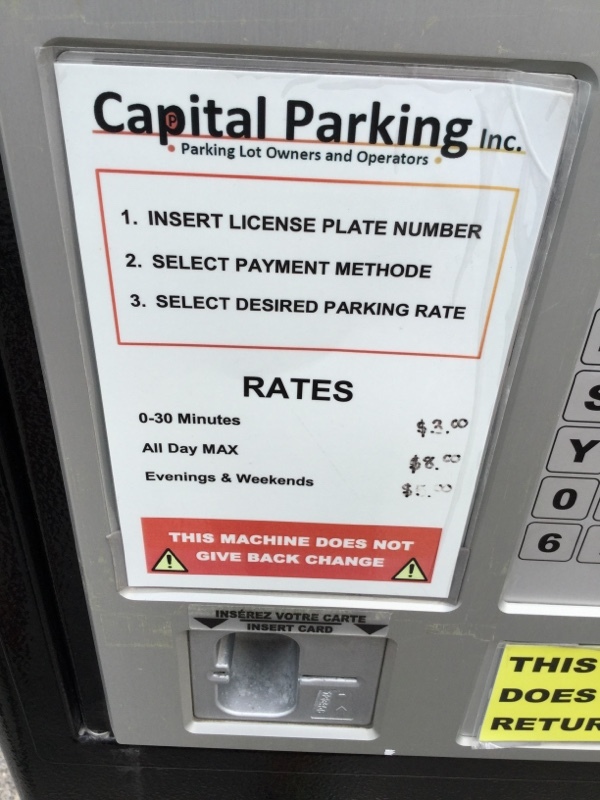 Capital Parking Inc.
Parking Lot Owners and Operators
1. INSERT LICENSE PLATE NUMBER
2. SELECT PAYMENT METHODE
3. SELECT DESIRED PARKING RATE
RATES
0-30 Minutes
All Day MAX $8.00
Evenings & Weekends
THIS MACHINE DOES NOT
GIVE BACK CHANGE
INSÉREZ VOTRE CARTE
INSERT CARD
Y
0
6
THIS
DOES
RETUR